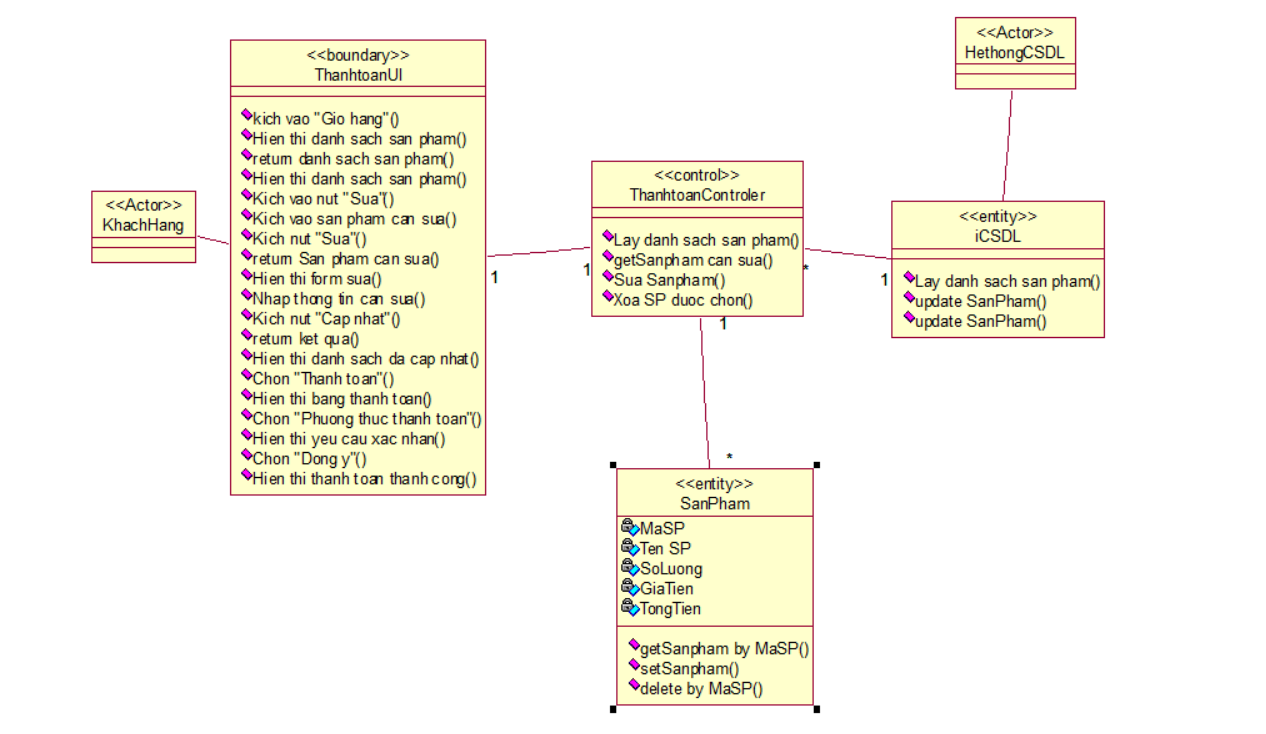 <<Actor>>
KhachHang
<<boundary>>
ThanhtoanUI
kich vao "Gio hang"()
Hien thi danh sach san pham()
return danh sach san pham()
Hien thi danh sach san pham()
Kich vao nut "Sua"()
Kich vao san pham can sua()
Kich nut "Sua"()
return San pham can sua()
Hien thi form sua()
Nhap thong tin can sua()
Kich nut "Cap nhat"()
return ket qua()
Hien thi danh sach da cap nhat()
Chon "Thanh toan"()
Hien thi bang thanh toan()
Chon "Phuong thuc thanh toan"()
Hien thi yeu cau xac nhan()
Chon "Dong y"()
Hien thi thanh toan thanh cong()
1
1
<<control>>
ThanhtoanControler
Lay danh sach san pham()
getSanpham can sua()
Sua Sanpham()
Xoa SP duoc chon()
*
1
1
*
<<Actor>>
HethongCSDL
<<entity>>
iCSDL
Lay danh sach san pham()
update SanPham()
update SanPham()
<<entity>>
SanPham
MaSP
Ten SP
SoLuong
GiaTien
TongTien
getSanpham by MaSP()
setSanpham()
delete by MaSP()